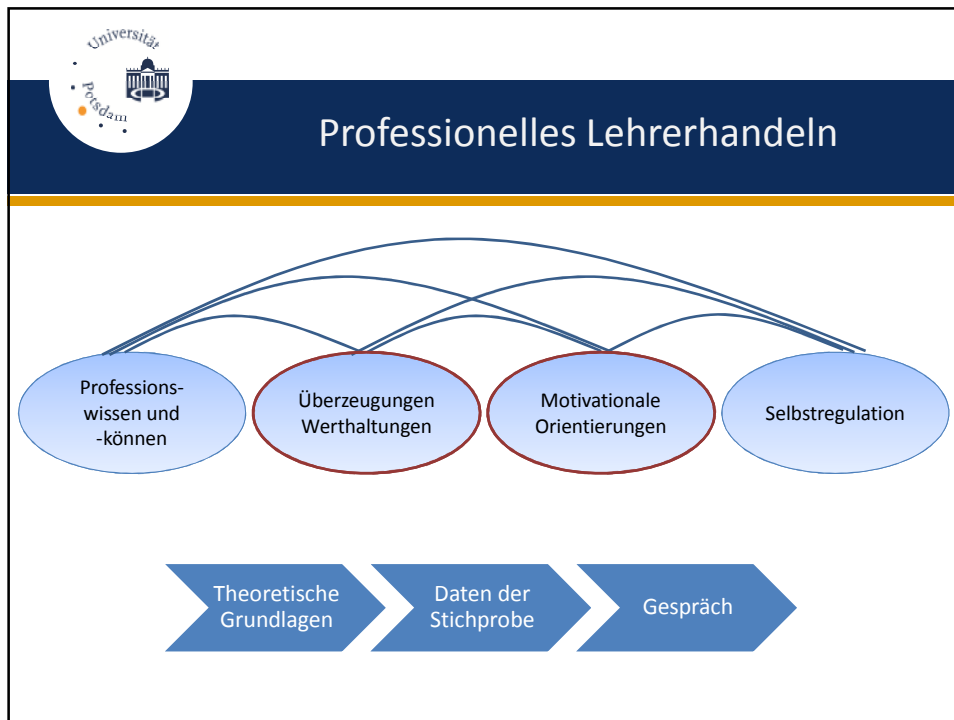 Universität
Potsdam
Professionelles Lehrerhandeln
Professions-
wissen und
-können
Überzeugungen
Werthaltungen
Motivationale
Orientierungen
Selbstregulation
Theoretische
Grundlagen
Daten der
Stichprobe
Gespräch